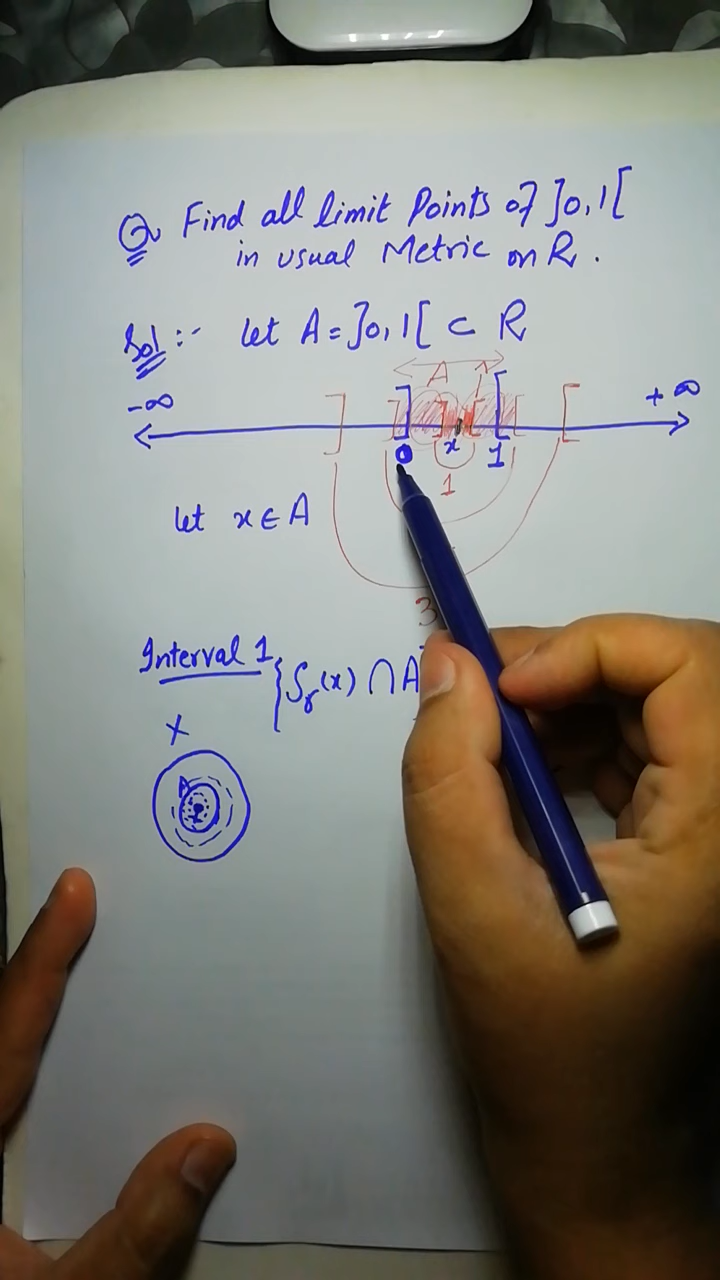 Q Find all limit Points of ]0,1[
in usual Metric on R.
Sol:- let A = ]0,1[ ⊂ R
A
-∞ +∞
0 x 1
1
let x ∈ A
3
Interval 1 {Sᵣ(x) ∩ A
X
A